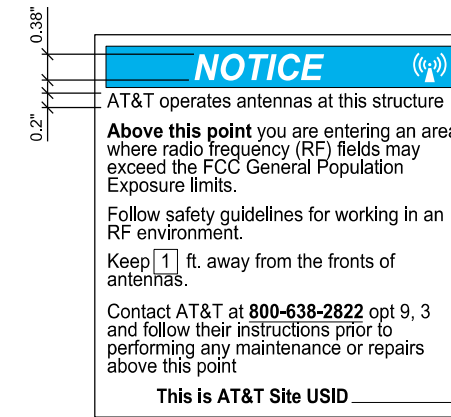 0.38"
NOTICE
0.2"
AT&T operates antennas at this structure
Above this point you are entering an area
where radio frequency (RF) fields may
exceed the FCC General Population
Exposure limits.
Follow safety guidelines for working in an
RF environment.
Keep 1 ft. away from the fronts of
antennas.
Contact AT&T at 800-638-2822 opt 9, 3
and follow their instructions prior to
performing any maintenance or repairs
above this point
This is AT&T Site USID